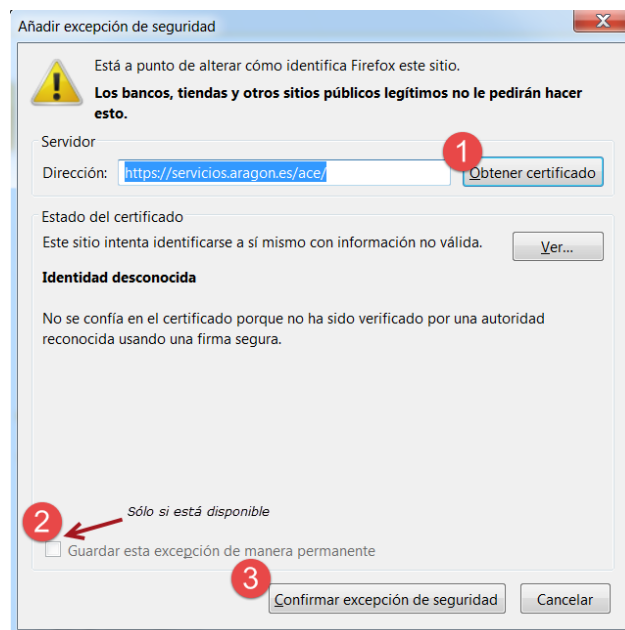 Añadir excepción de seguridad
X
Está a punto de alterar cómo identifica Firefox este sitio.
Los bancos, tiendas y otros sitios públicos legítimos no le pedirán hacer
esto.
Servidor
1
Dirección: https://servicios.aragon.es/ace/ Obtener certificado
Estado del certificado
Este sitio intenta identificarse a sí mismo con información no válida. Ver...
Identidad desconocida
No se confía en el certificado porque no ha sido verificado por una autoridad
reconocida usando una firma segura.
Sólo si está disponible
2
Guardar esta excepción de manera permanente
3
Confirmar excepción de seguridad Cancelar